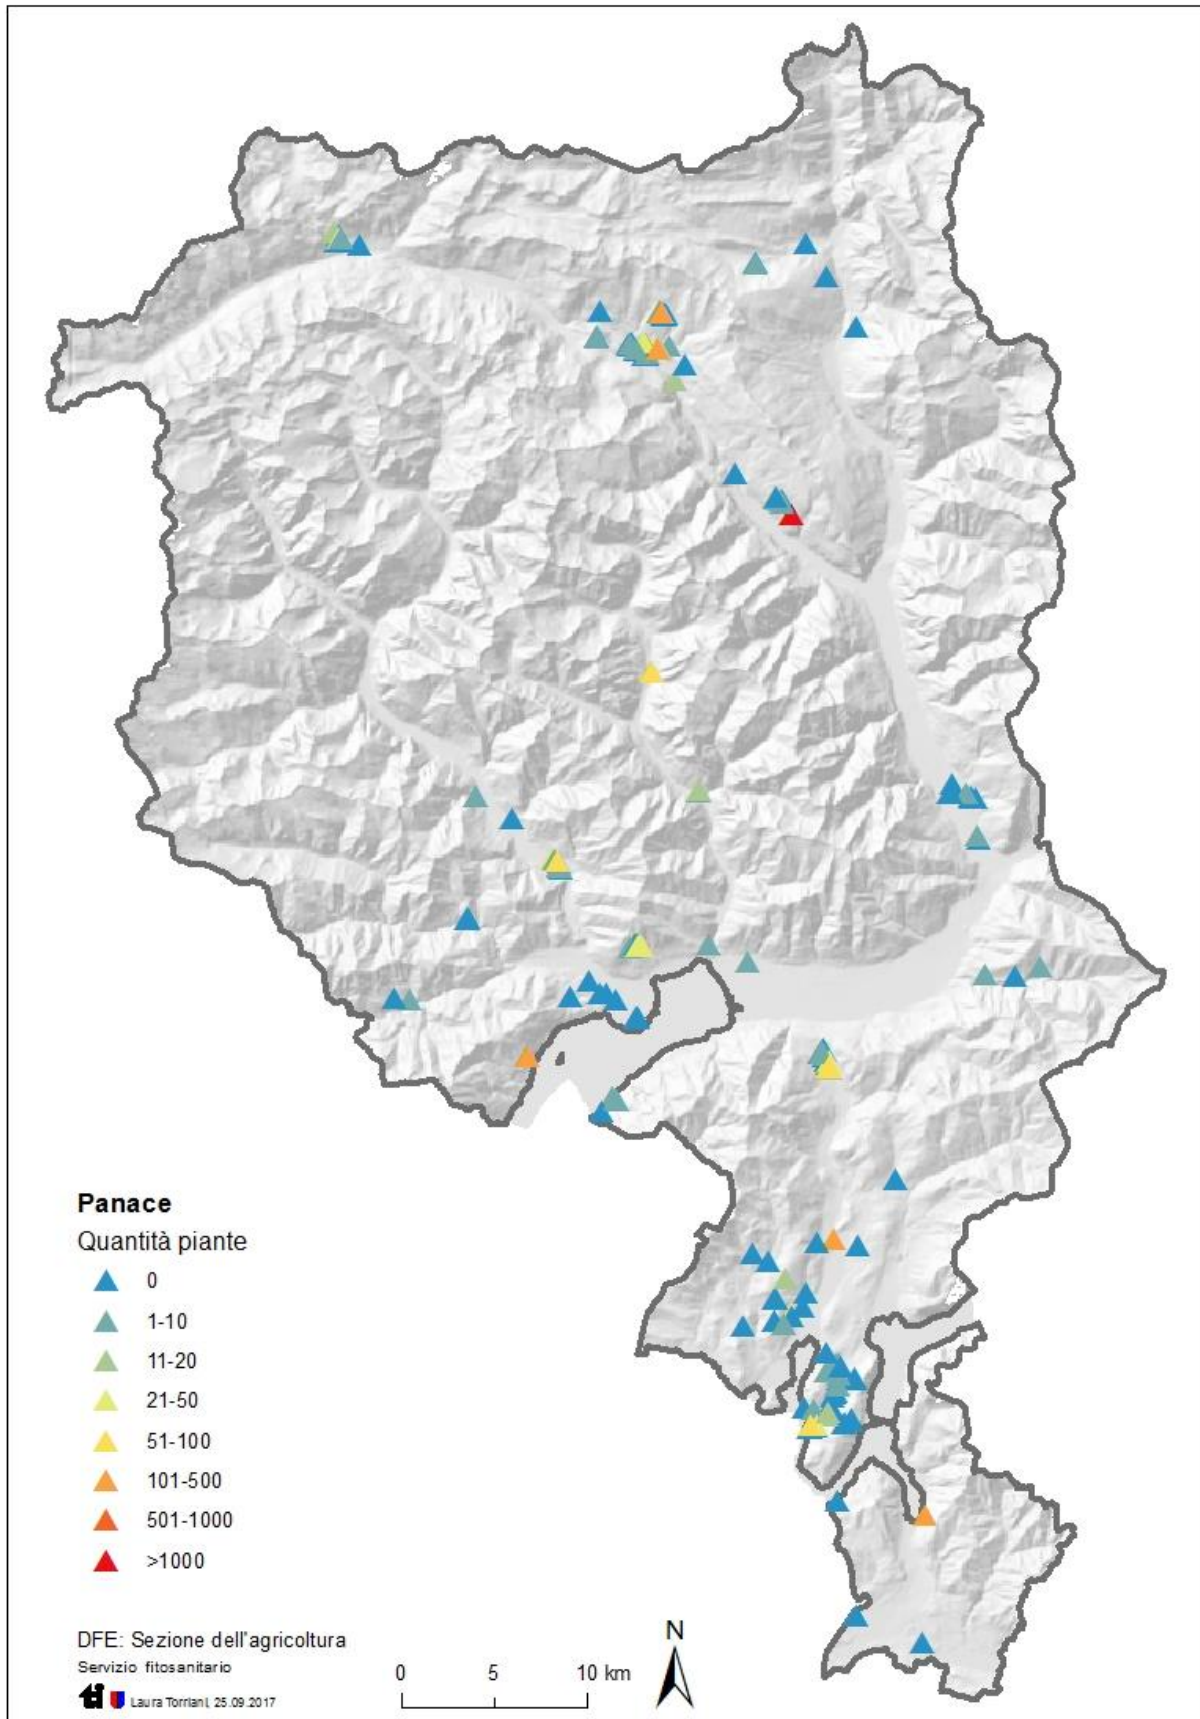 Panace
Quantità piante
0
1-10
11-20
21-50
51-100
101-500
501-1000
>1000
DFE: Sezione dell'agricoltura
Servizio fitosanitario
ti Laura Torriani, 25.09.2017
0 5 10 km
N